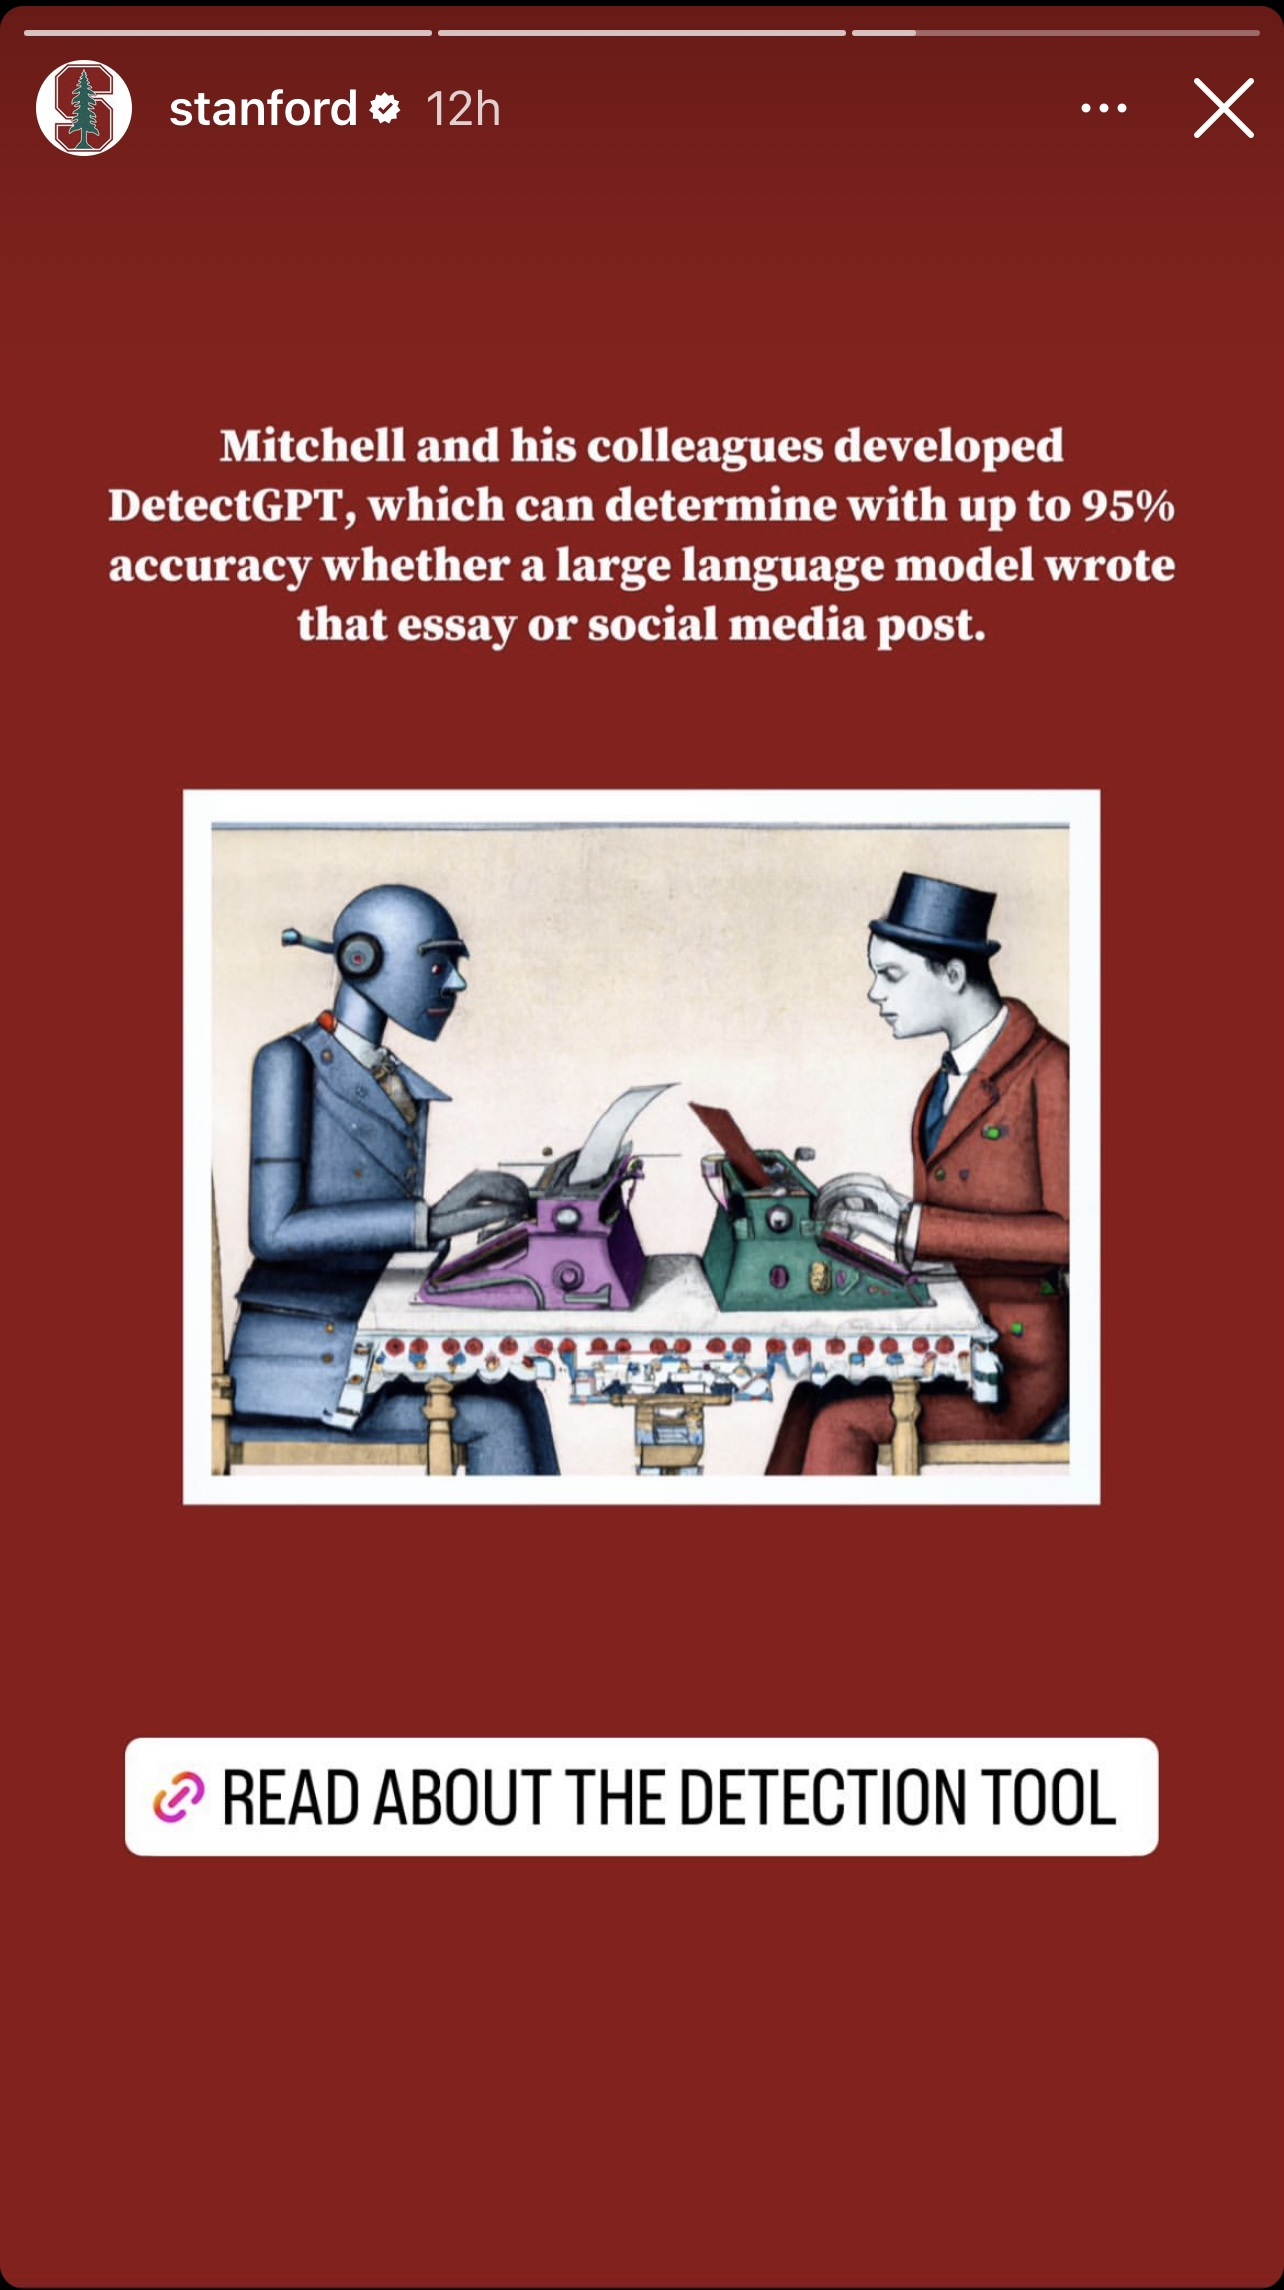 stanford 12h
Mitchell and his colleagues developed
DetectGPT, which can determine with up to 95%
accuracy whether a large language model wrote
that essay or social media post.
READ ABOUT THE DETECTION TOOL